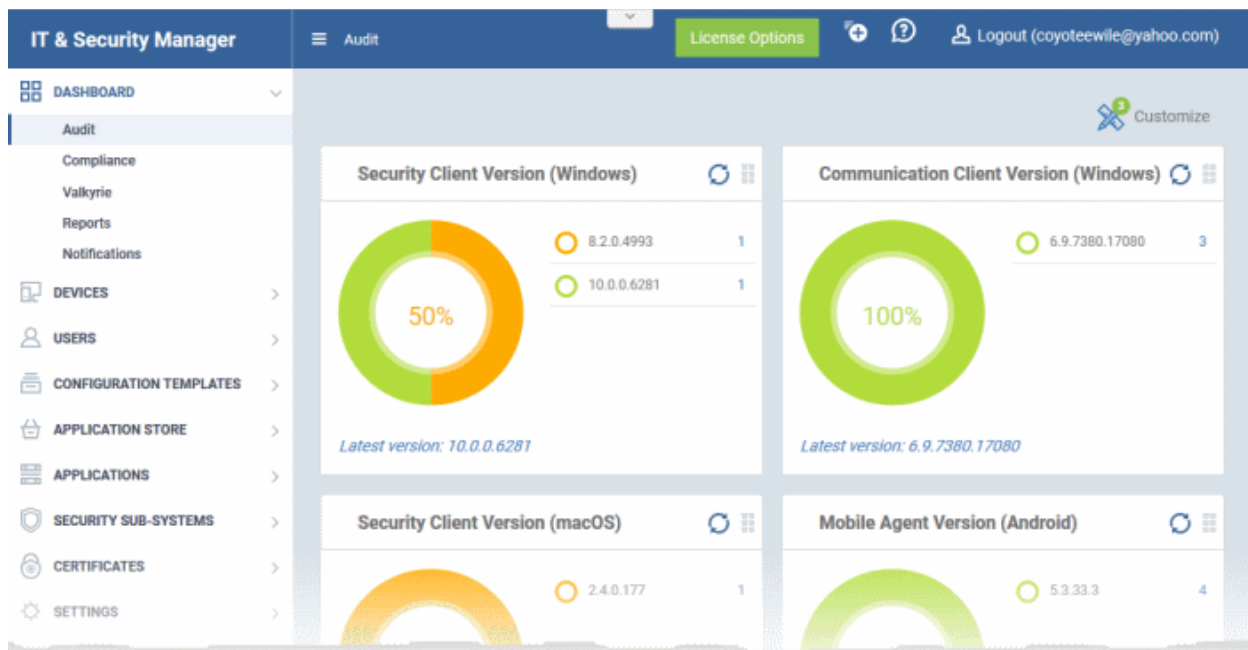 IT & Security Manager
Audit
License Options
Logout (coyoteewile@yahoo.com)
DASHBOARD
Audit
Compliance
Valkyrie
Reports
Notifications
DEVICES
USERS
CONFIGURATION TEMPLATES
APPLICATION STORE
APPLICATIONS
SECURITY SUB-SYSTEMS
CERTIFICATES
SETTINGS
3
Customize
Security Client Version (Windows)
50%
8.2.0.4993 1
10.0.0.6281 1
Latest version: 10.0.0.6281
Communication Client Version (Windows)
100%
6.9.7380.17080 3
Latest version: 6.9.7380.17080
Security Client Version (macOS)
2.4.0.177 1
Mobile Agent Version (Android)
5.3.33.3 4